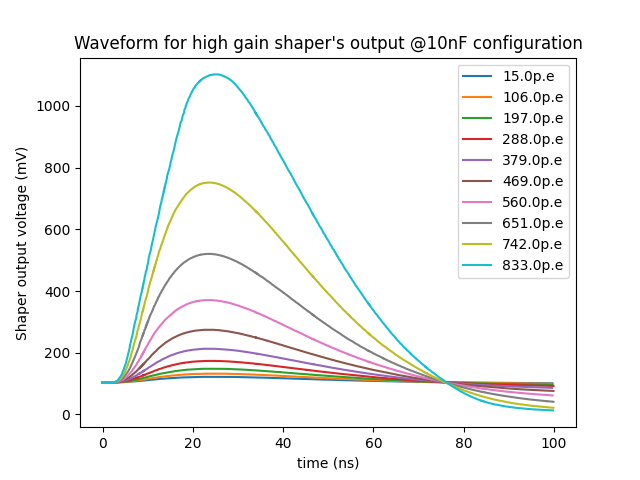 Waveform for high gain shaper's output @10nF configuration
Shaper output voltage (mV)
1000
800
600
400
200
0
0
20
40
60
80
100
time (ns)
15.0p.e
106.0p.e
197.0p.e
288.0p.e
379.0p.e
469.0p.e
560.0p.e
651.0p.e
742.0p.e
833.0p.e